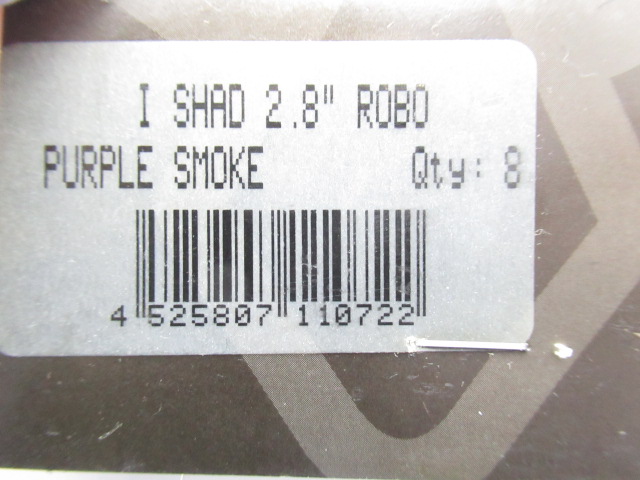 I SHAD 2.8" ROBO
PURPLE SMOKE Qty: 8
4 525807 110722